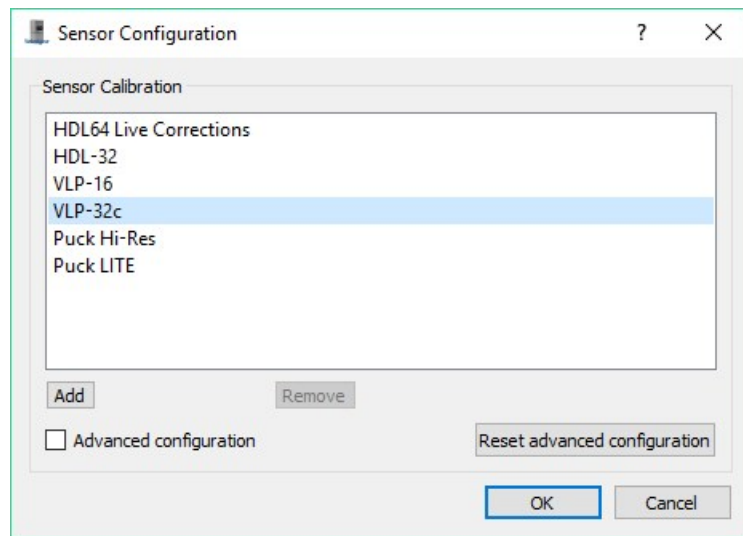 Sensor Configuration ?
Sensor Calibration
HDL64 Live Corrections
HDL-32
VLP-16
VLP-32c
Puck Hi-Res
Puck LITE
Add Remove
Advanced configuration Reset advanced configuration
OK Cancel